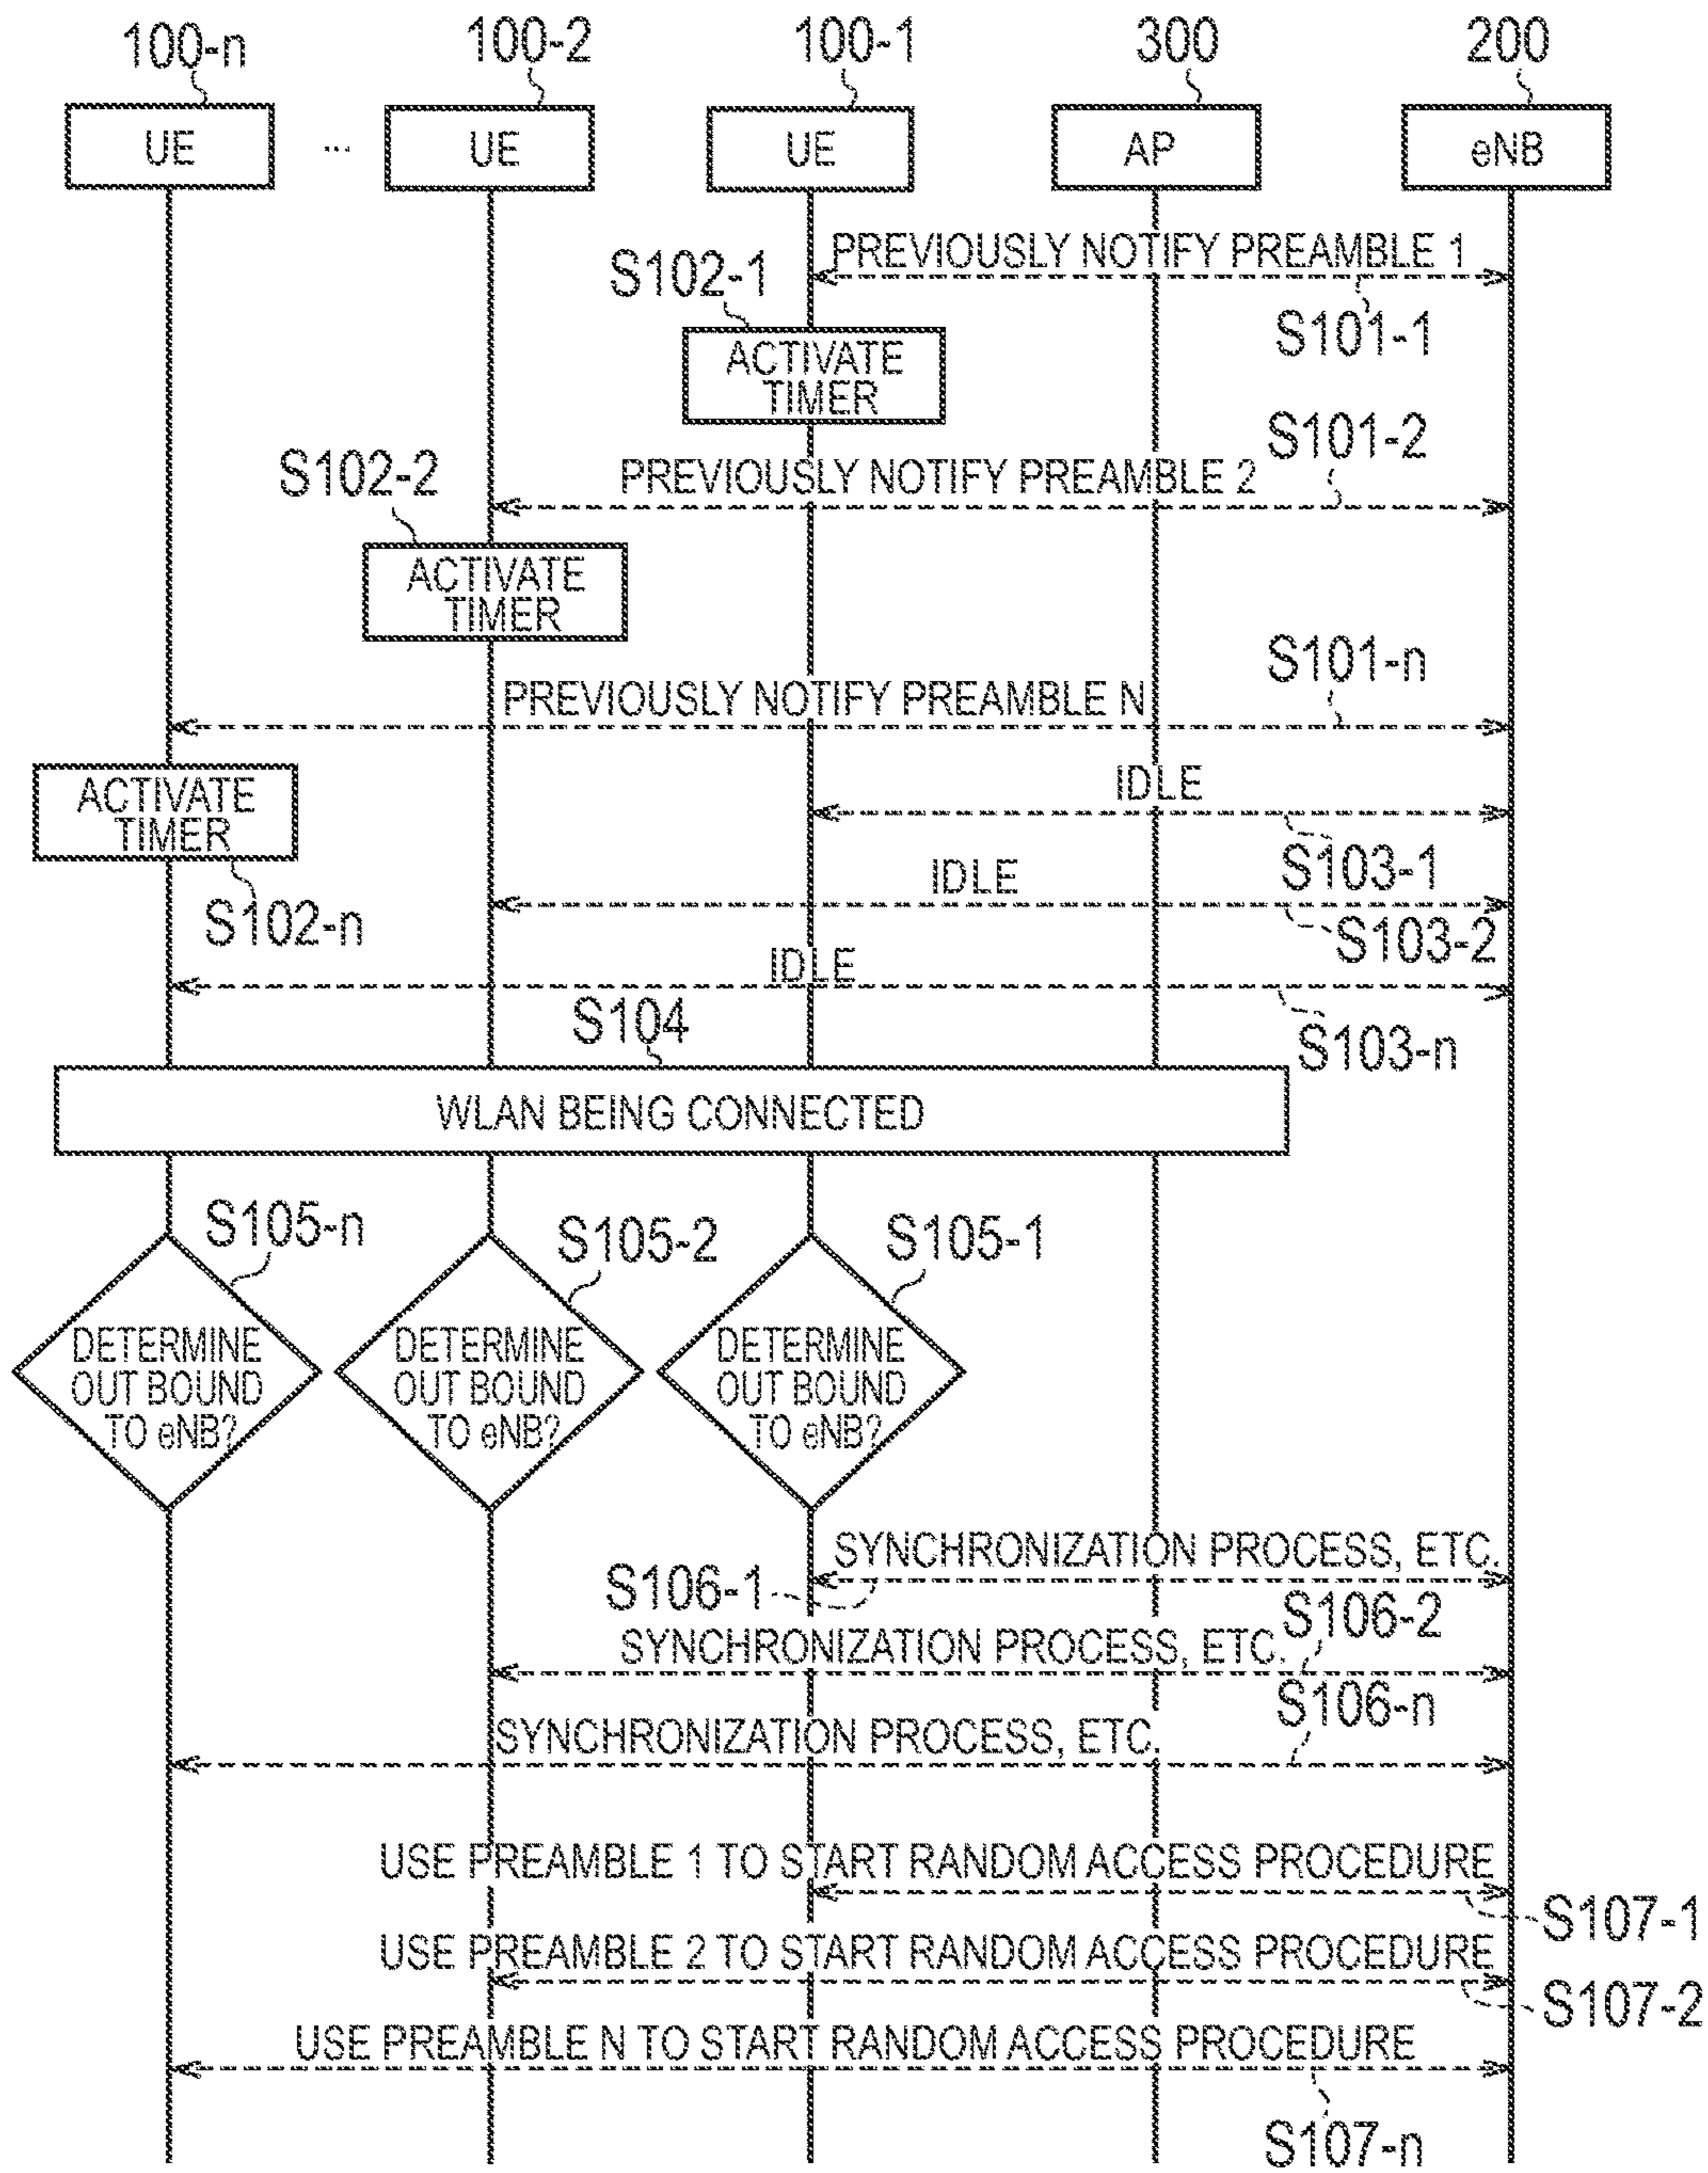 100-n 100-2 100-1 300 200
UE ... UE UE AP eNB
PREVIOUSLY NOTIFY PREAMBLE 1
S102-1
S101-1
ACTIVATE
TIMER
S101-2
S102-2
PREVIOUSLY NOTIFY PREAMBLE 2
ACTIVATE
TIMER
S101-n
PREVIOUSLY NOTIFY PREAMBLE N
ACTIVATE
TIMER
IDLE
S103-1
IDLE
S102-n
S103-2
IDLE
S104
S103-n
WLAN BEING CONNECTED
S105-n S105-2 S105-1
DETERMINE
OUT BOUND
TO eNB?
DETERMINE
OUT BOUND
TO eNB?
DETERMINE
OUT BOUND
TO eNB?
SYNCHRONIZATION PROCESS, ETC.
S106-1
S106-2
SYNCHRONIZATION PROCESS, ETC.
S106-n
SYNCHRONIZATION PROCESS, ETC.
USE PREAMBLE 1 TO START RANDOM ACCESS PROCEDURE
S107-1
USE PREAMBLE 2 TO START RANDOM ACCESS PROCEDURE
S107-2
USE PREAMBLE N TO START RANDOM ACCESS PROCEDURE
S107-n